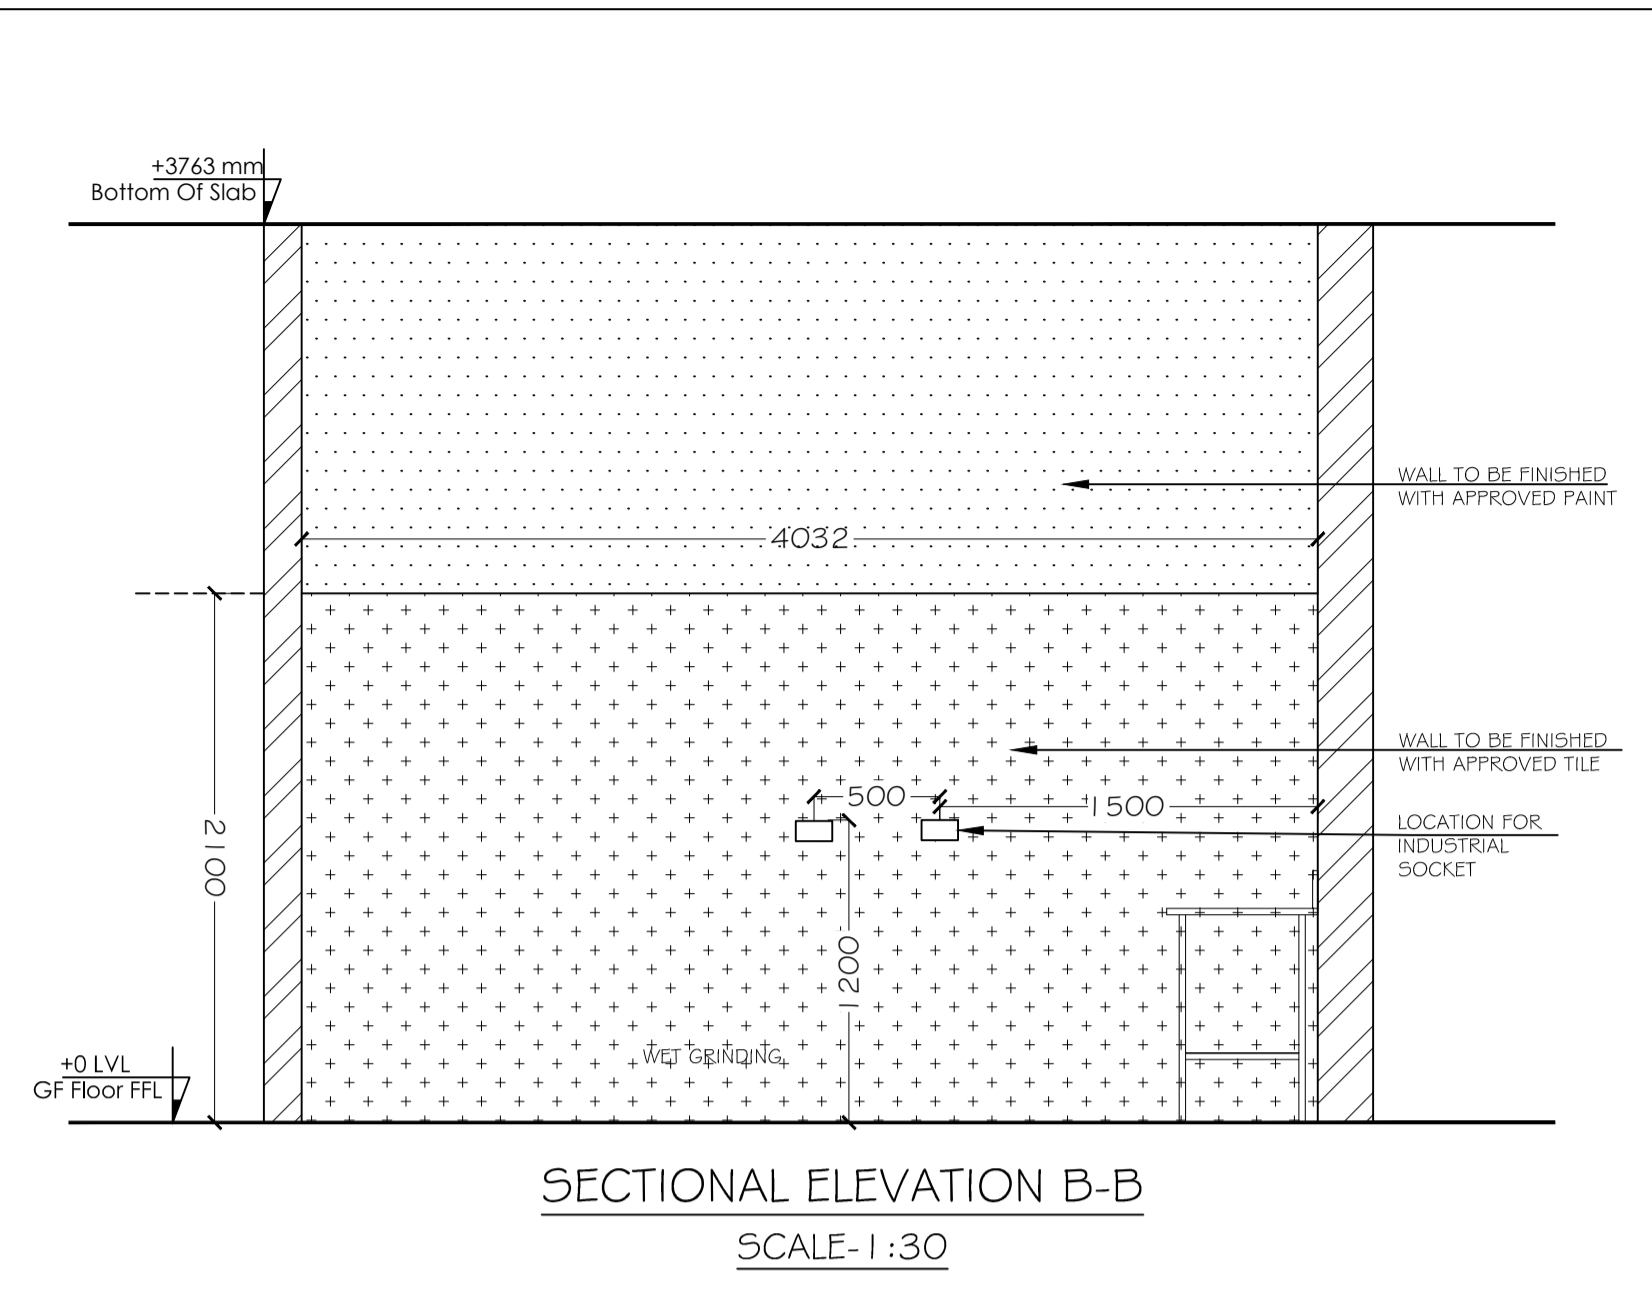 +3763 mm
Bottom Of Slab
WALL TO BE FINISHED
WITH APPROVED PAINT
4032
WALL TO BE FINISHED
WITH APPROVED TILE
500
1500
LOCATION FOR
INDUSTRIAL
SOCKET
2100
1200
WET GRINDING
+0 LVL
GF Floor FFL
SECTIONAL ELEVATION B-B
SCALE-1:30